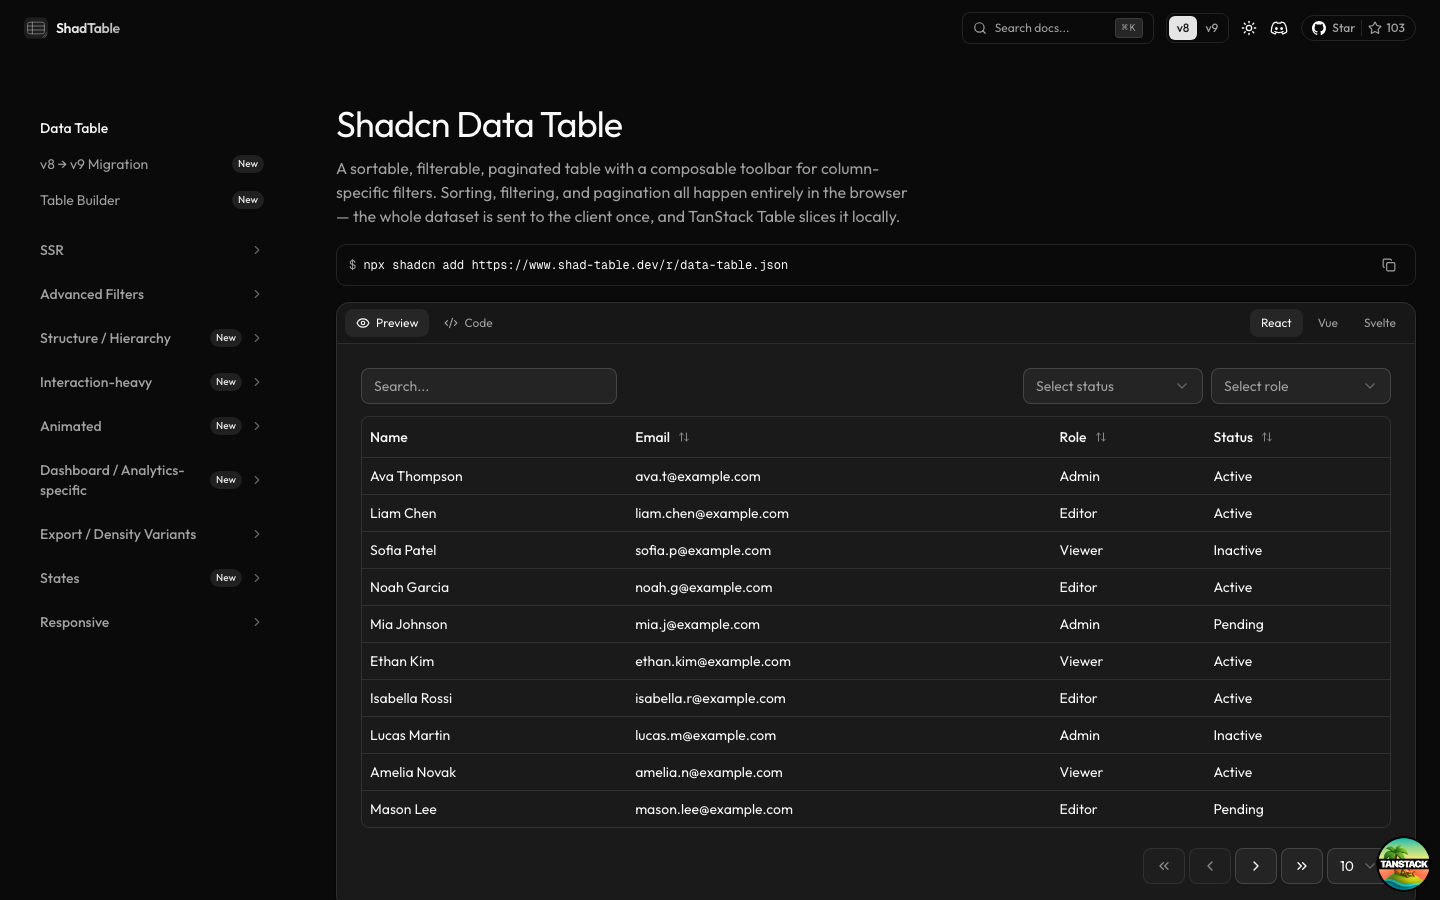 ShadTable
Search docs...
⌘ K
v8
v9
Star
103
Data Table
v8 → v9 Migration
New
Table Builder
New
SSR
Advanced Filters
Structure / Hierarchy
New
Interaction-heavy
New
Animated
New
Dashboard / Analytics-
specific
New
Export / Density Variants
States
New
Responsive
Shadcn Data Table
A sortable, filterable, paginated table with a composable toolbar for column-
specific filters. Sorting, filtering, and pagination all happen entirely in the browser
— the whole dataset is sent to the client once, and TanStack Table slices it locally.
$ npx shadcn add https://www.shad-table.dev/r/data-table.json
Preview
Code
React
Vue
Svelte
Search...
Select status
Select role
Name Email Role Status
Ava Thompson ava.t@example.com Admin Active
Liam Chen liam.chen@example.com Editor Active
Sofia Patel sofia.p@example.com Viewer Inactive
Noah Garcia noah.g@example.com Editor Active
Mia Johnson mia.j@example.com Admin Pending
Ethan Kim ethan.kim@example.com Viewer Active
Isabella Rossi isabella.r@example.com Editor Active
Lucas Martin lucas.m@example.com Admin Inactive
Amelia Novak amelia.n@example.com Viewer Active
Mason Lee mason.lee@example.com Editor Pending
10
TANSTACK